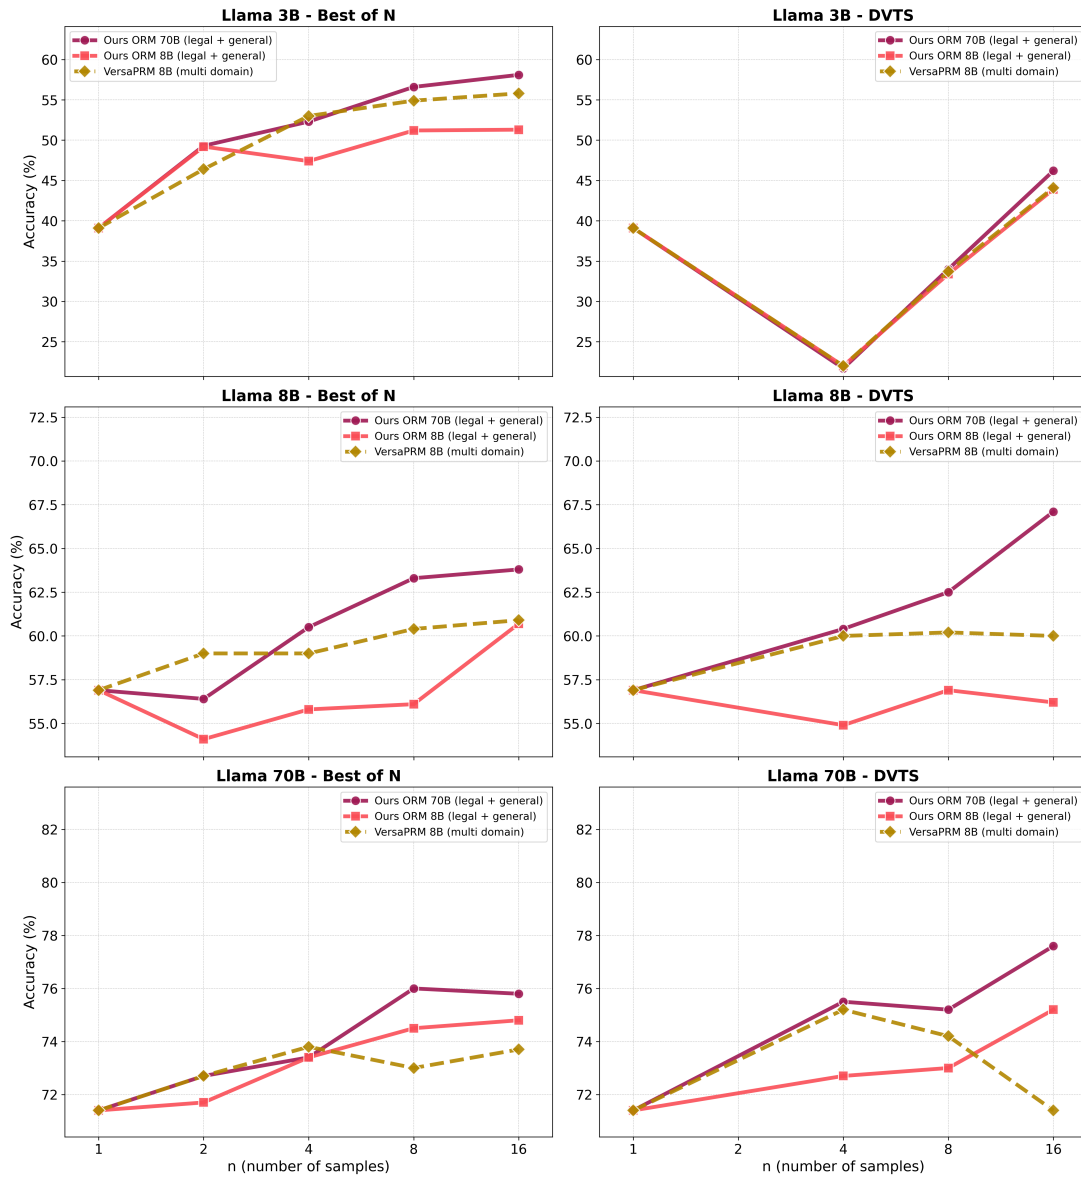 Llama 3B - Best of N
Ours ORM 70B (legal + general)
Ours ORM 8B (legal + general)
VersaPRM 8B (multi domain)
Accuracy (%)
60
55
50
45
40
35
30
25
Llama 3B - DVTS
Ours ORM 70B (legal + general)
Ours ORM 8B (legal + general)
VersaPRM 8B (multi domain)
60
55
50
45
40
35
30
25
Llama 8B - Best of N
Ours ORM 70B (legal + general)
Ours ORM 8B (legal + general)
VersaPRM 8B (multi domain)
Accuracy (%)
72.5
70.0
67.5
65.0
62.5
60.0
57.5
55.0
Llama 8B - DVTS
Ours ORM 70B (legal + general)
Ours ORM 8B (legal + general)
VersaPRM 8B (multi domain)
72.5
70.0
67.5
65.0
62.5
60.0
57.5
55.0
Llama 70B - Best of N
Ours ORM 70B (legal + general)
Ours ORM 8B (legal + general)
VersaPRM 8B (multi domain)
Accuracy (%)
82
80
78
76
74
72
1 2 4 8 16
n (number of samples)
Llama 70B - DVTS
Ours ORM 70B (legal + general)
Ours ORM 8B (legal + general)
VersaPRM 8B (multi domain)
82
80
78
76
74
72
1 2 4 8 16
n (number of samples)